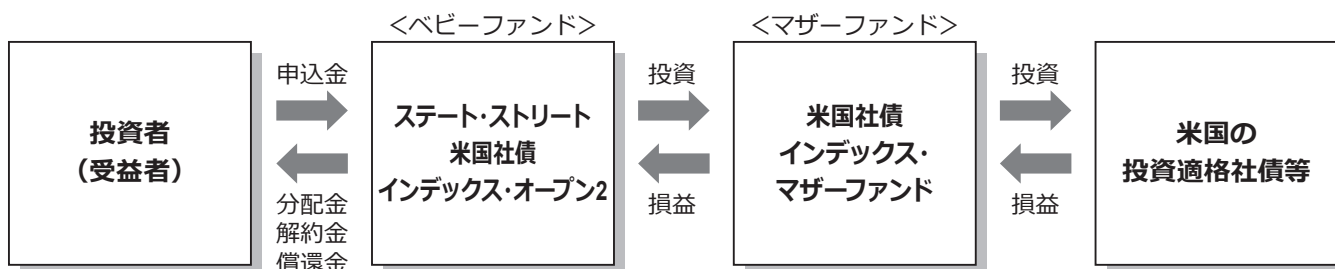 <ベビーファンド>
<マザーファンド>
投資者
(受益者)
申込金
分配金
解約金
償還金
ステート・ストリート
米国社債
インデックス・オープン2
投資
損益
米国社債
インデックス・
マザーファンド
投資
損益
米国の
投資適格社債等